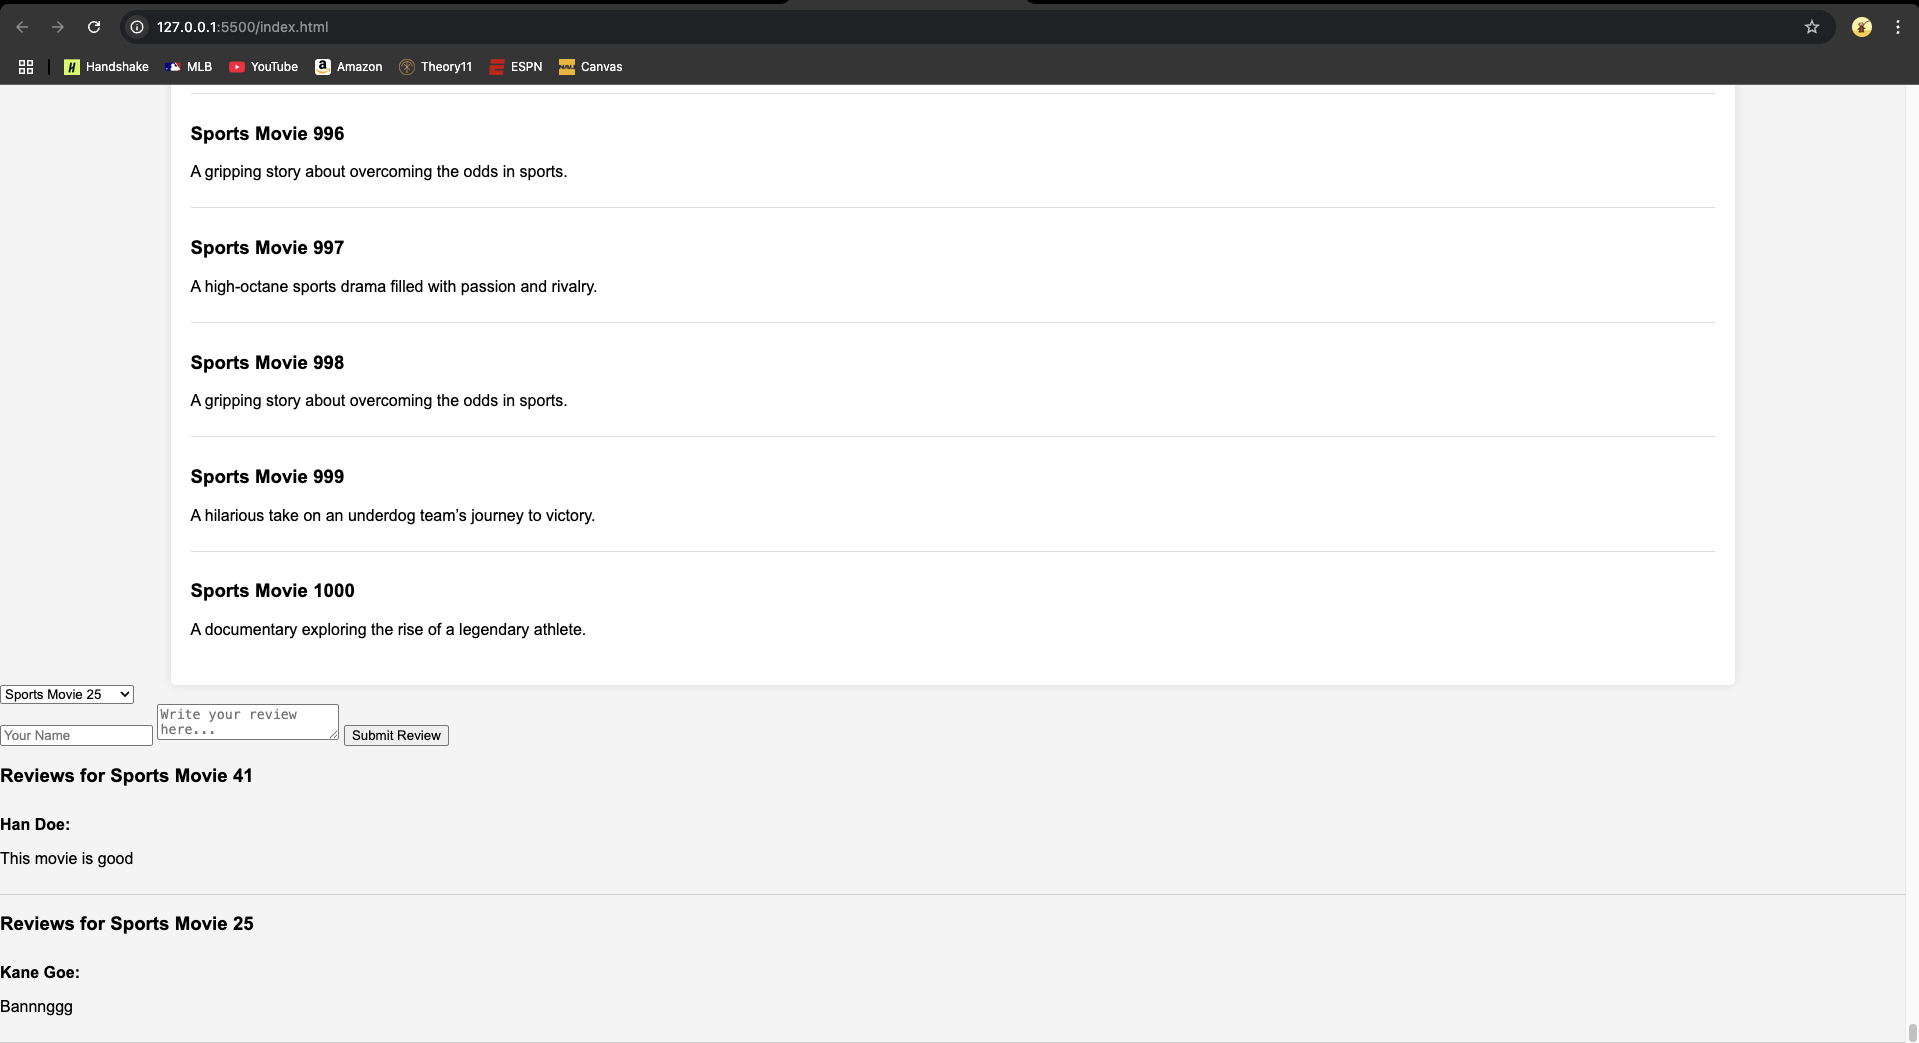 127.0.0.1:5500/index.html
Handshake MLB YouTube Amazon Theory11 ESPN Canvas
Sports Movie 996
A gripping story about overcoming the odds in sports.
Sports Movie 997
A high-octane sports drama filled with passion and rivalry.
Sports Movie 998
A gripping story about overcoming the odds in sports.
Sports Movie 999
A hilarious take on an underdog team’s journey to victory.
Sports Movie 1000
A documentary exploring the rise of a legendary athlete.
Sports Movie 25
Write your review
here...
Your Name
Submit Review
Reviews for Sports Movie 41
Han Doe:
This movie is good
Reviews for Sports Movie 25
Kane Goe:
Bannnggg